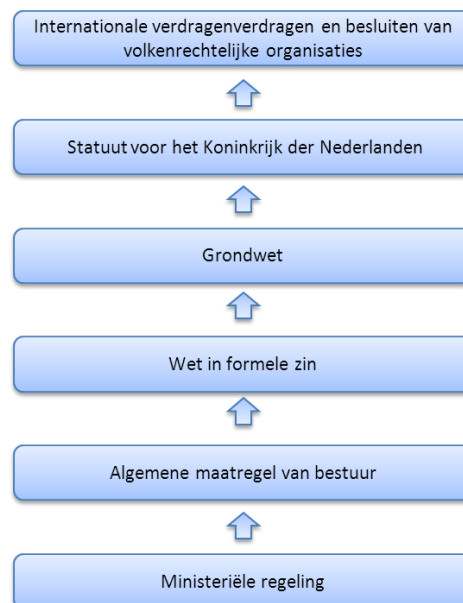 Internationale verdragenverdragen en besluiten van
volkenrechtelijke organisaties
Statuut voor het Koninkrijk der Nederlanden
Grondwet
Wet in formele zin
Algemene maatregel van bestuur
Ministeriële regeling